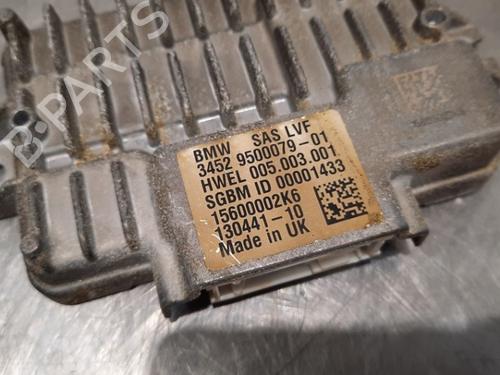 B-PARTS
BMW SAS LVF
3452 9500079-01
HWEL 005.003.001
SGBM ID 00001433
15600002K6
130441-10
Made in UK